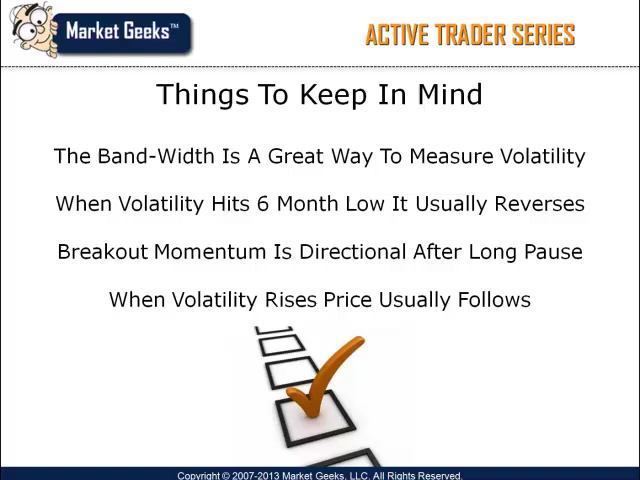 Market Geeks™
ACTIVE TRADER SERIES
Things To Keep In Mind
The Band-Width Is A Great Way To Measure Volatility
When Volatility Hits 6 Month Low It Usually Reverses
Breakout Momentum Is Directional After Long Pause
When Volatility Rises Price Usually Follows
Copyright © 2007-2013 Market Geeks, LLC. All Rights Reserved.